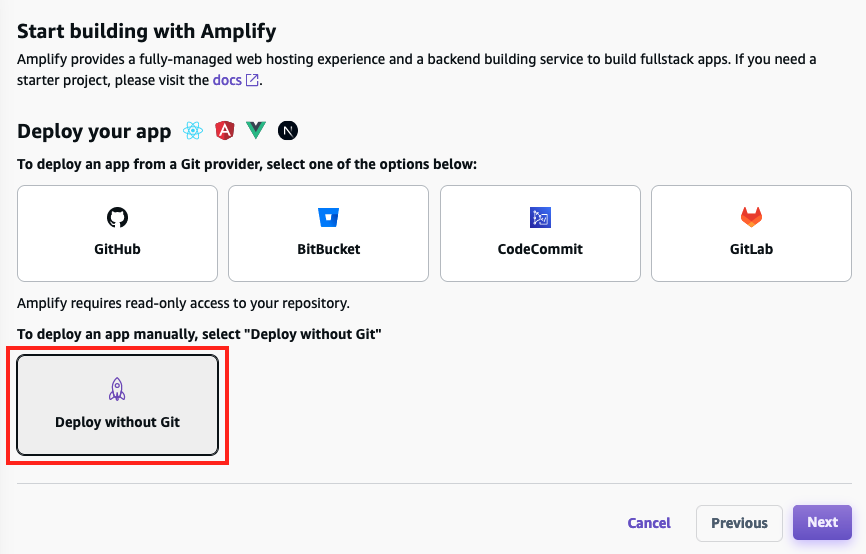 Start building with Amplify
Amplify provides a fully-managed web hosting experience and a backend building service to build fullstack apps. If you need a
starter project, please visit the docs.
Deploy your app
A N
To deploy an app from a Git provider, select one of the options below:
GitHub
BitBucket
CodeCommit
GitLab
Amplify requires read-only access to your repository.
To deploy an app manually, select "Deploy without Git"
Deploy without Git
Cancel
Previous
Next